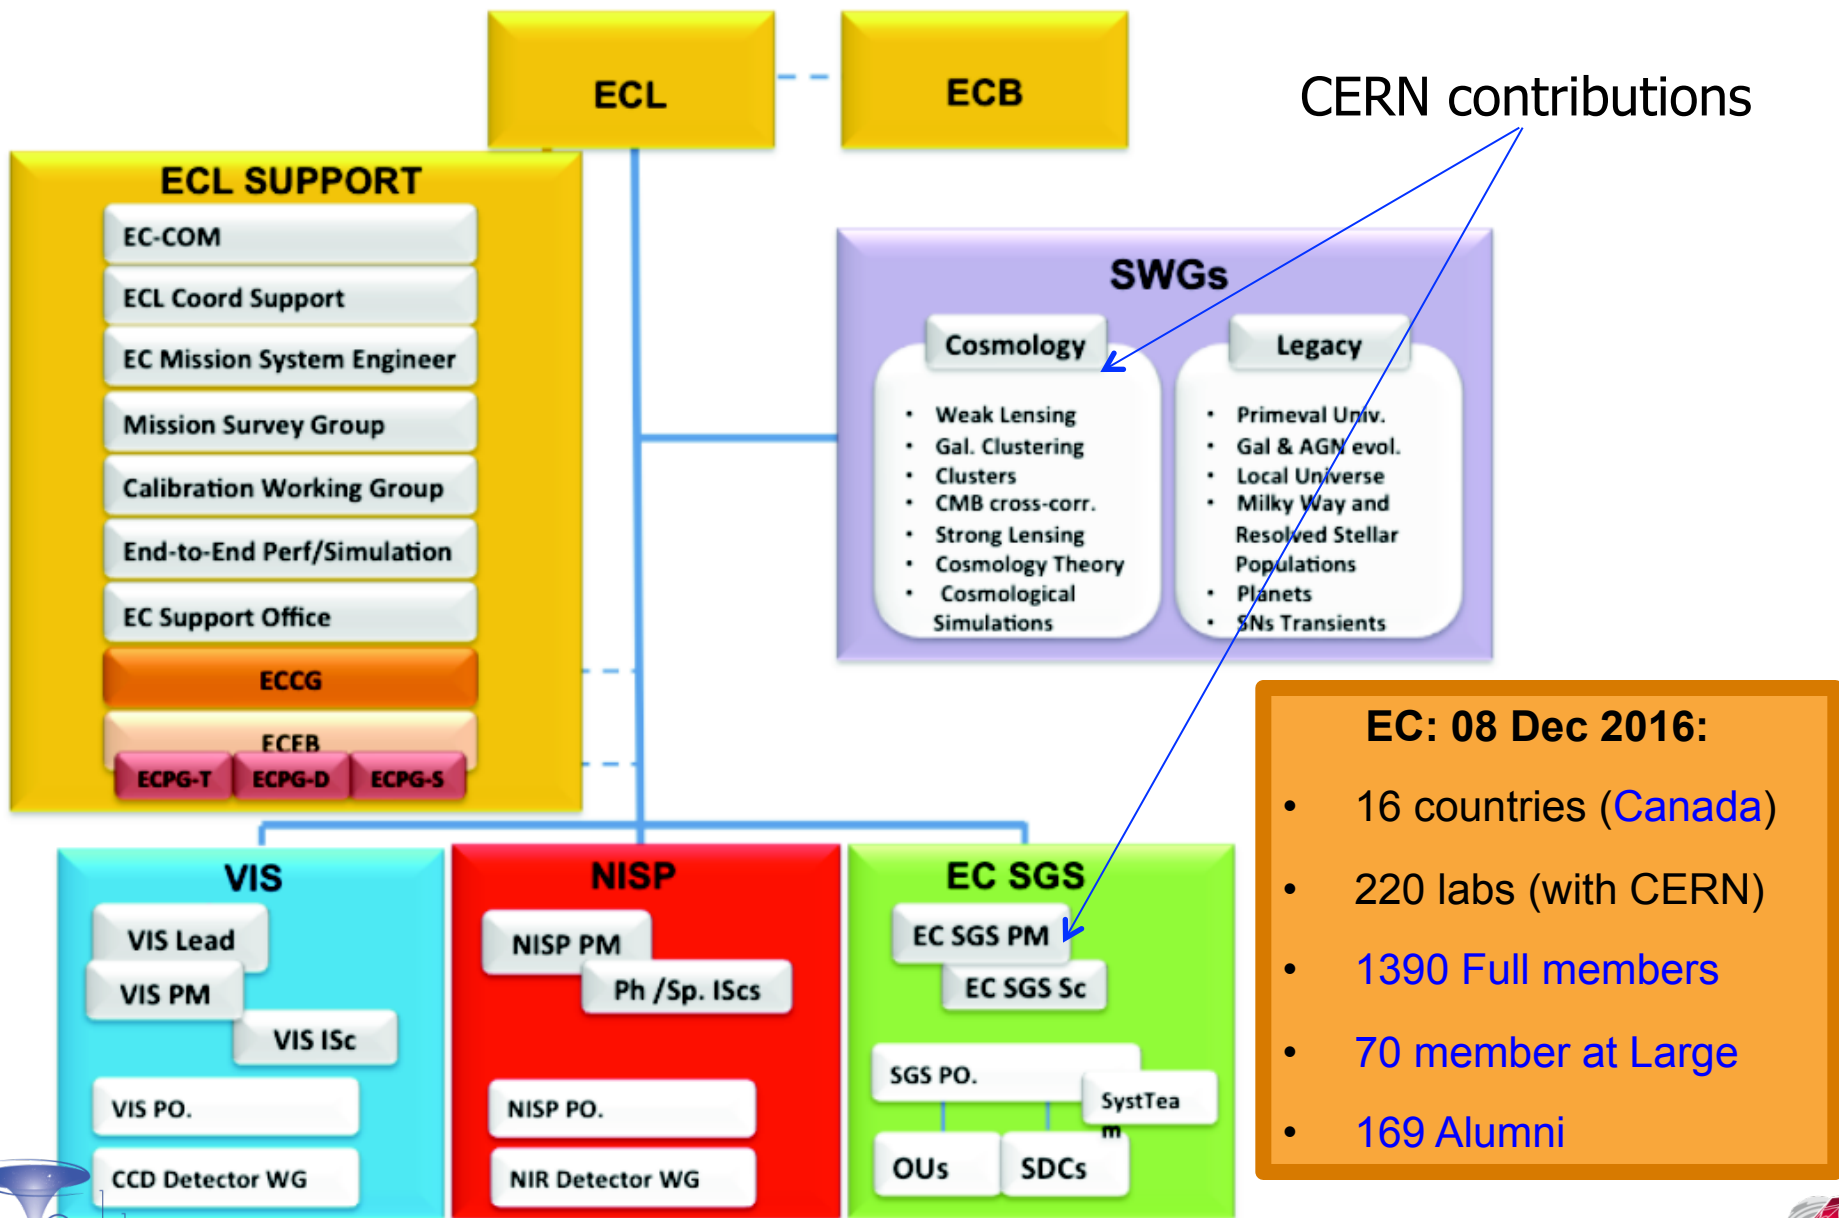 ECL
ECB
CERN contributions
ECL SUPPORT
EC-COM
ECL Coord Support
EC Mission System Engineer
Mission Survey Group
Calibration Working Group
End-to-End Perf/Simulation
EC Support Office
ECCG
ECEB
ECPG-T ECPG-D ECPG-S
SWGs
Cosmology
• Weak Lensing
• Gal. Clustering
• Clusters
• CMB cross-corr.
• Strong Lensing
• Cosmology Theory
• Cosmological
Simulations
Legacy
• Primeval Univ.
• Gal & AGN evol.
• Local Universe
• Milky Way and
Resolved Stellar
Populations
• Planets
• SNs Transients
VIS
VIS Lead
VIS PM
VIS ISc
VIS PO.
CCD Detector WG
NISP
NISP PM
Ph /Sp. IScs
NISP PO.
NIR Detector WG
EC SGS
EC SGS PM
EC SGS Sc
SGS PO.
SystTea
m
OUs
SDCs
EC: 08 Dec 2016:
• 16 countries (Canada)
• 220 labs (with CERN)
• 1390 Full members
• 70 member at Large
• 169 Alumni